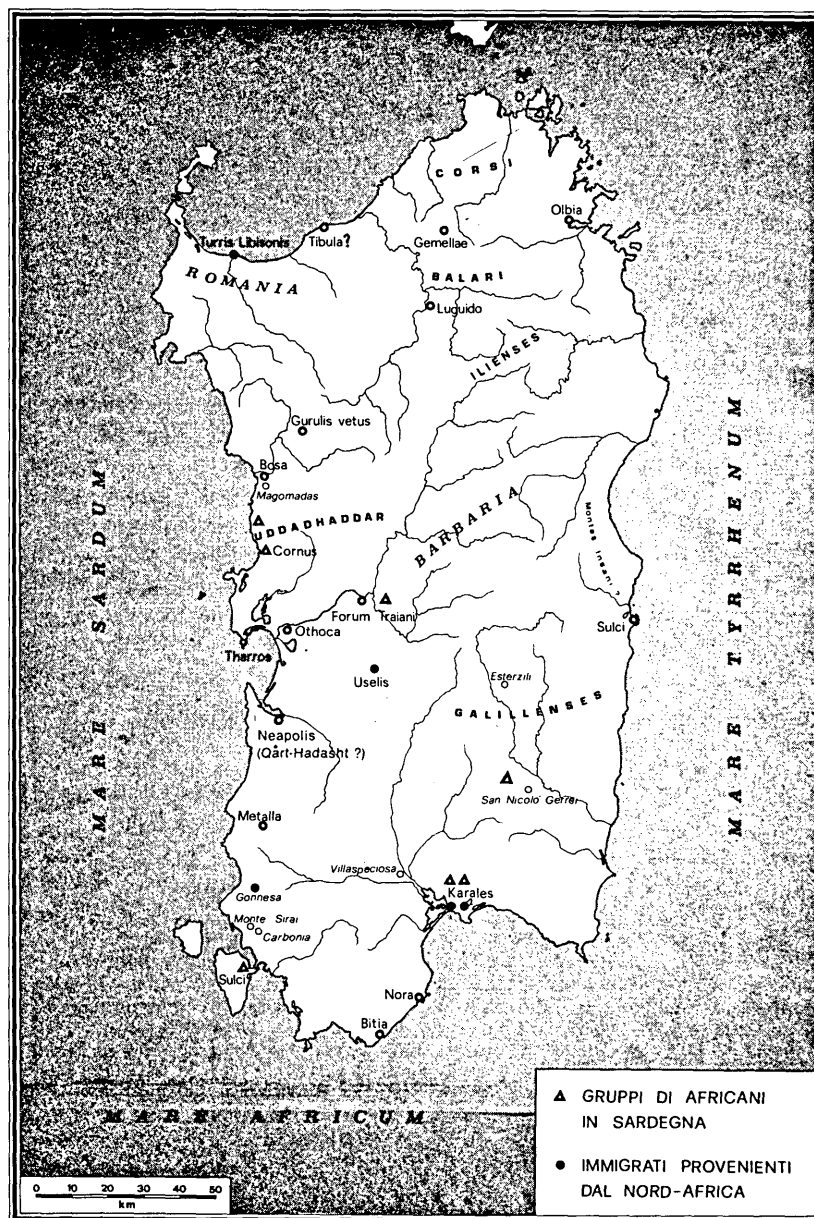 CORSI
Olbia
Tibula?
Gemellae
Turris Libisonis
ROMANIA
BALARI
Luguido
ILIENSES
Gurulis vetus
Bosa
Magomadas
UDDADHADDAR
Cornus
BARBARIA
Montes Insani ?
MARE SARDUM
MARE TYRRHENUM
Forum Traiani
Sulci
Othoca
Tharros
Uselis
Esterzili
GALILLENSES
Neapolis
(Qart-Hadasht ?)
San Nicolò Gerrei
Metalla
Villaspeciosa
Karales
Gonnesa
Monte Sirai
Carbonia
Sulci
Nora
Bitia
MARE AFRICUM
GRUPPI DI AFRICANI
IN SARDEGNA
IMMIGRATI PROVENIENTI
DAL NORD-AFRICA
0 10 20 30 40 50
km